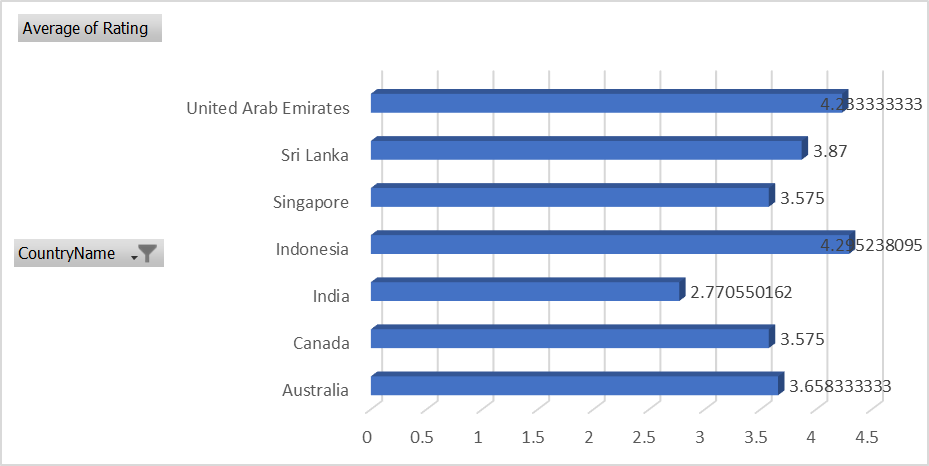 Average of Rating
United Arab Emirates 4.233333333
Sri Lanka 3.87
Singapore 3.575
Indonesia 4.295238095
CountryName
India 2.770550162
Canada 3.575
Australia 3.658333333
0 0.5 1 1.5 2 2.5 3 3.5 4 4.5